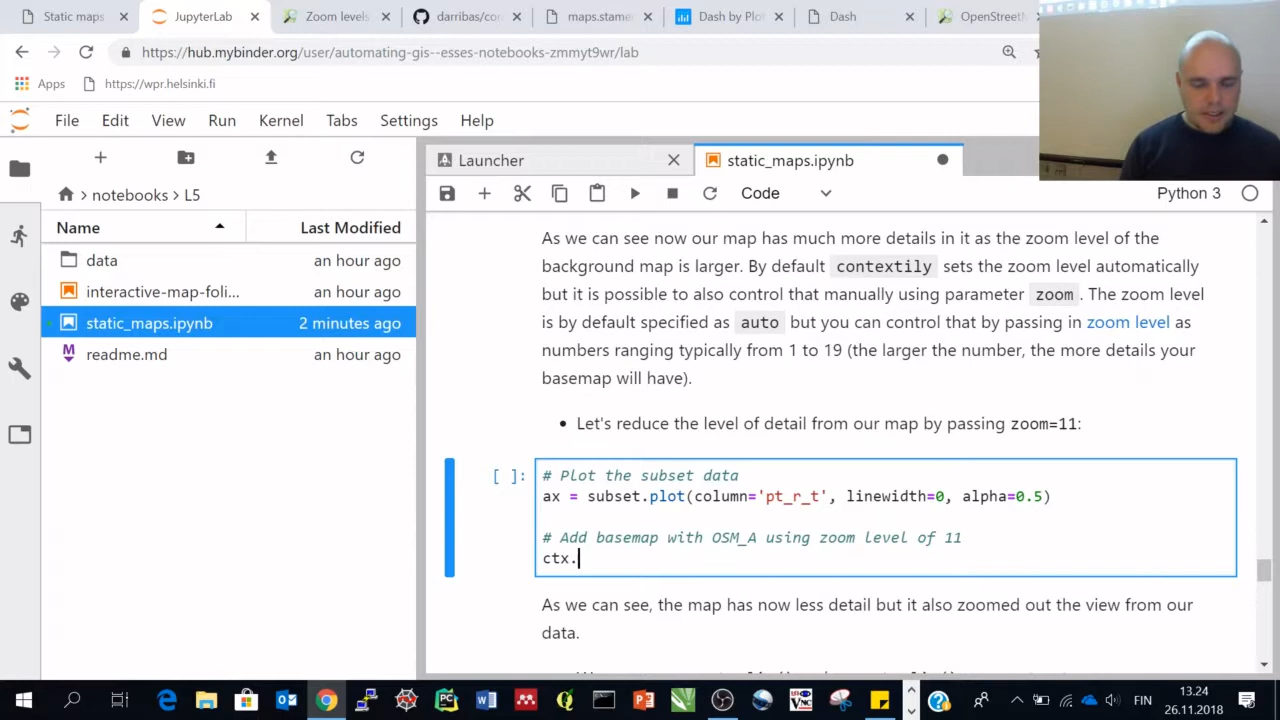 Static maps
JupyterLab
Zoom levels
darribas/co
maps.stamer
Dash by Plot
Dash
OpenStreet
https://hub.mybinder.org/user/automating-gis--esses-notebooks-zmmyt9wr/lab
Apps
https://wpr.helsinki.fi
File Edit View Run Kernel Tabs Settings Help
Launcher
static_maps.ipynb
Code
Python 3
notebooks > L5
Name
Last Modified
data
an hour ago
interactive-map-foli...
an hour ago
static_maps.ipynb
2 minutes ago
readme.md
an hour ago
As we can see now our map has much more details in it as the zoom level of the
background map is larger. By default contextily sets the zoom level automatically
but it is possible to also control that manually using parameter zoom . The zoom level
is by default specified as auto but you can control that by passing in zoom level as
numbers ranging typically from 1 to 19 (the larger the number, the more details your
basemap will have).
• Let's reduce the level of detail from our map by passing zoom=11:
[ ]:
# Plot the subset data
ax = subset.plot(column='pt_r_t', linewidth=0, alpha=0.5)
# Add basemap with OSM_A using zoom level of 11
ctx.
As we can see, the map has now less detail but it also zoomed out the view from our
data.
FIN
13.24
26.11.2018